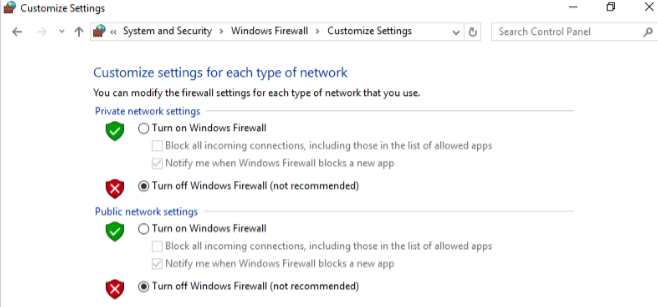 Customize Settings
« System and Security > Windows Firewall > Customize Settings
Search Control Panel
Customize settings for each type of network
You can modify the firewall settings for each type of network that you use.
Private network settings
Turn on Windows Firewall
Block all incoming connections, including those in the list of allowed apps
Notify me when Windows Firewall blocks a new app
Turn off Windows Firewall (not recommended)
Public network settings
Turn on Windows Firewall
Block all incoming connections, including those in the list of allowed apps
Notify me when Windows Firewall blocks a new app
Turn off Windows Firewall (not recommended)